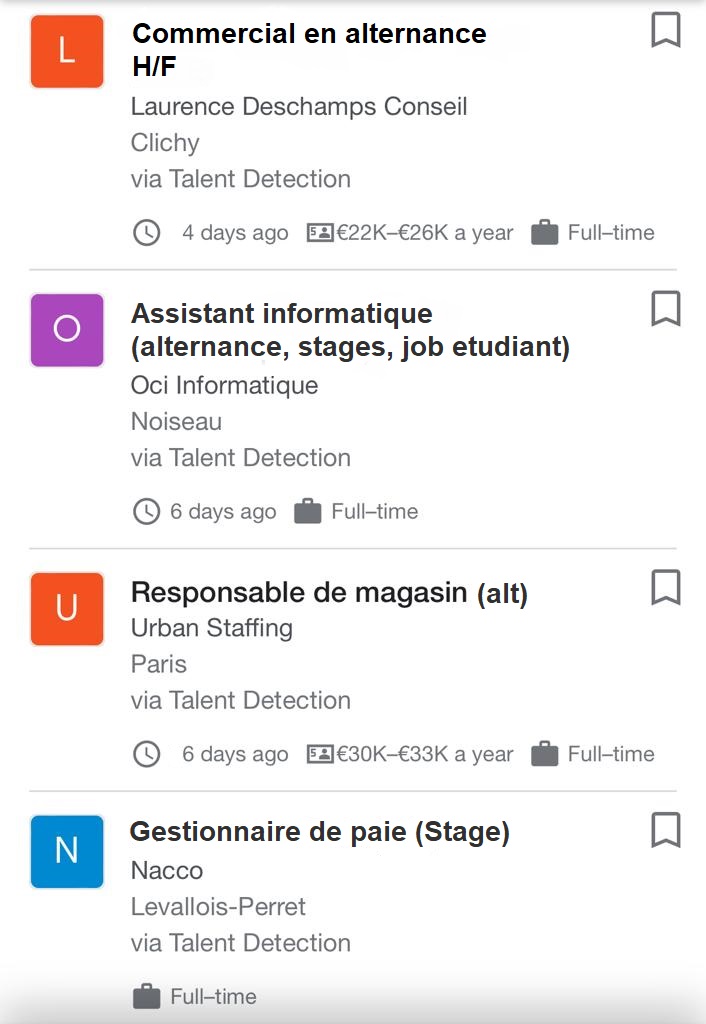 L
Commercial en alternance
H/F
Laurence Deschamps Conseil
Clichy
via Talent Detection
4 days ago €22K–€26K a year Full–time
O
Assistant informatique
(alternance, stages, job etudiant)
Oci Informatique
Noiseau
via Talent Detection
6 days ago Full–time
U
Responsable de magasin (alt)
Urban Staffing
Paris
via Talent Detection
6 days ago €30K–€33K a year Full–time
N
Gestionnaire de paie (Stage)
Nacco
Levallois-Perret
via Talent Detection
Full–time